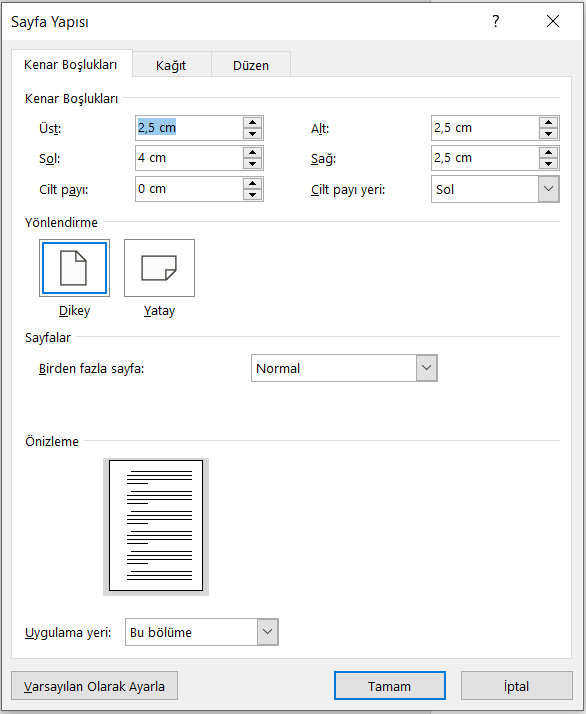 Sayfa Yapısı ?
Kenar Boşlukları Kağıt Düzen
Kenar Boşlukları
Üst: 2,5 cm Alt: 2,5 cm
Sol: 4 cm Sağ: 2,5 cm
Cilt payı: 0 cm Cilt payı yeri: Sol
Yönlendirme
Dikey Yatay
Sayfalar
Birden fazla sayfa: Normal
Önizleme
Uygulama yeri: Bu bölüme
Varsayılan Olarak Ayarla Tamam İptal